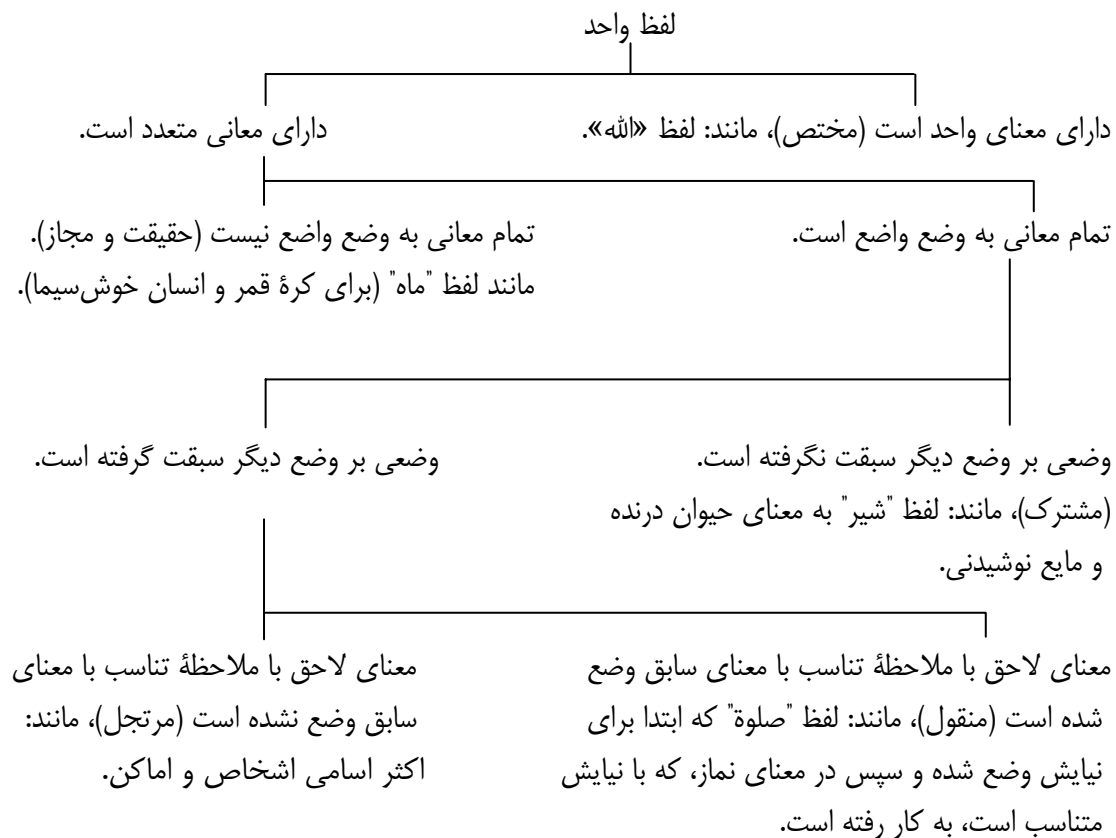 لفظ واحد
دارای معنای واحد است (مختص)، مانند: لفظ «الله».
دارای معانی متعدد است.
تمام معانی به وضع واضع است.
تمام معانی به وضع واضع نیست (حقیقت و مجاز).
مانند لفظ "ماه" (برای کرهٔ قمر و انسان خوش‌سیما).
وضعی بر وضع دیگر سبقت نگرفته است.
(مشترک)، مانند: لفظ "شیر" به معنای حیوان درنده
و مایع نوشیدنی.
وضعی بر وضع دیگر سبقت گرفته است.
معنای لاحق با ملاحظهٔ تناسب با معنای سابق وضع
شده است (منقول)، مانند: لفظ "صلوة" که ابتدا برای
نیایش وضع شده و سپس در معنای نماز، که با نیایش
متناسب است، به کار رفته است.
معنای لاحق با ملاحظهٔ تناسب با معنای
سابق وضع نشده است (مرتجل)، مانند:
اکثر اسامی اشخاص و اماکن.